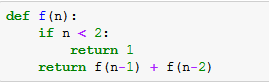 def f(n):
    if n < 2:
        return 1
    return f(n-1) + f(n-2)